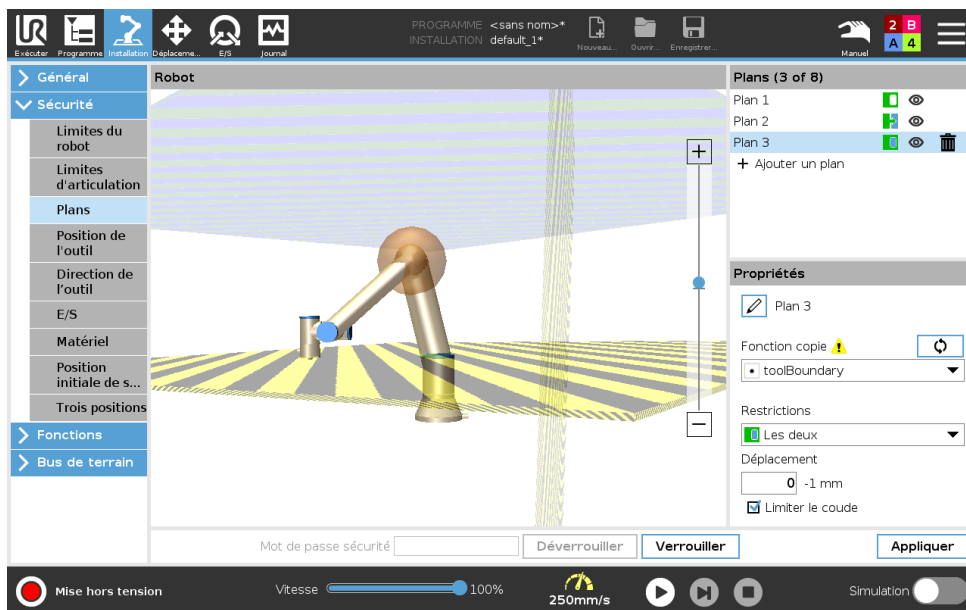 PROGRAMME <sans nom>*
INSTALLATION default_1*
Exécuter Programme Installation Déplaceme... E/S Journal
Nouveau... Ouvrir... Enregistrer...
Manuel
2 B
A 4
Général
Sécurité
Limites du
robot
Limites
d'articulation
Plans
Position de
l'outil
Direction de
l'outil
E/S
Matériel
Position
initiale de s...
Trois positions
Fonctions
Bus de terrain
Robot
+
−
Plans (3 of 8)
Plan 1
Plan 2
Plan 3
+ Ajouter un plan
Propriétés
Plan 3
Fonction copie
toolBoundary
Restrictions
Les deux
Déplacement
0 -1 mm
Limiter le coude
Mot de passe sécurité Déverrouiller Verrouiller Appliquer
Mise hors tension Vitesse 100% 250mm/s Simulation